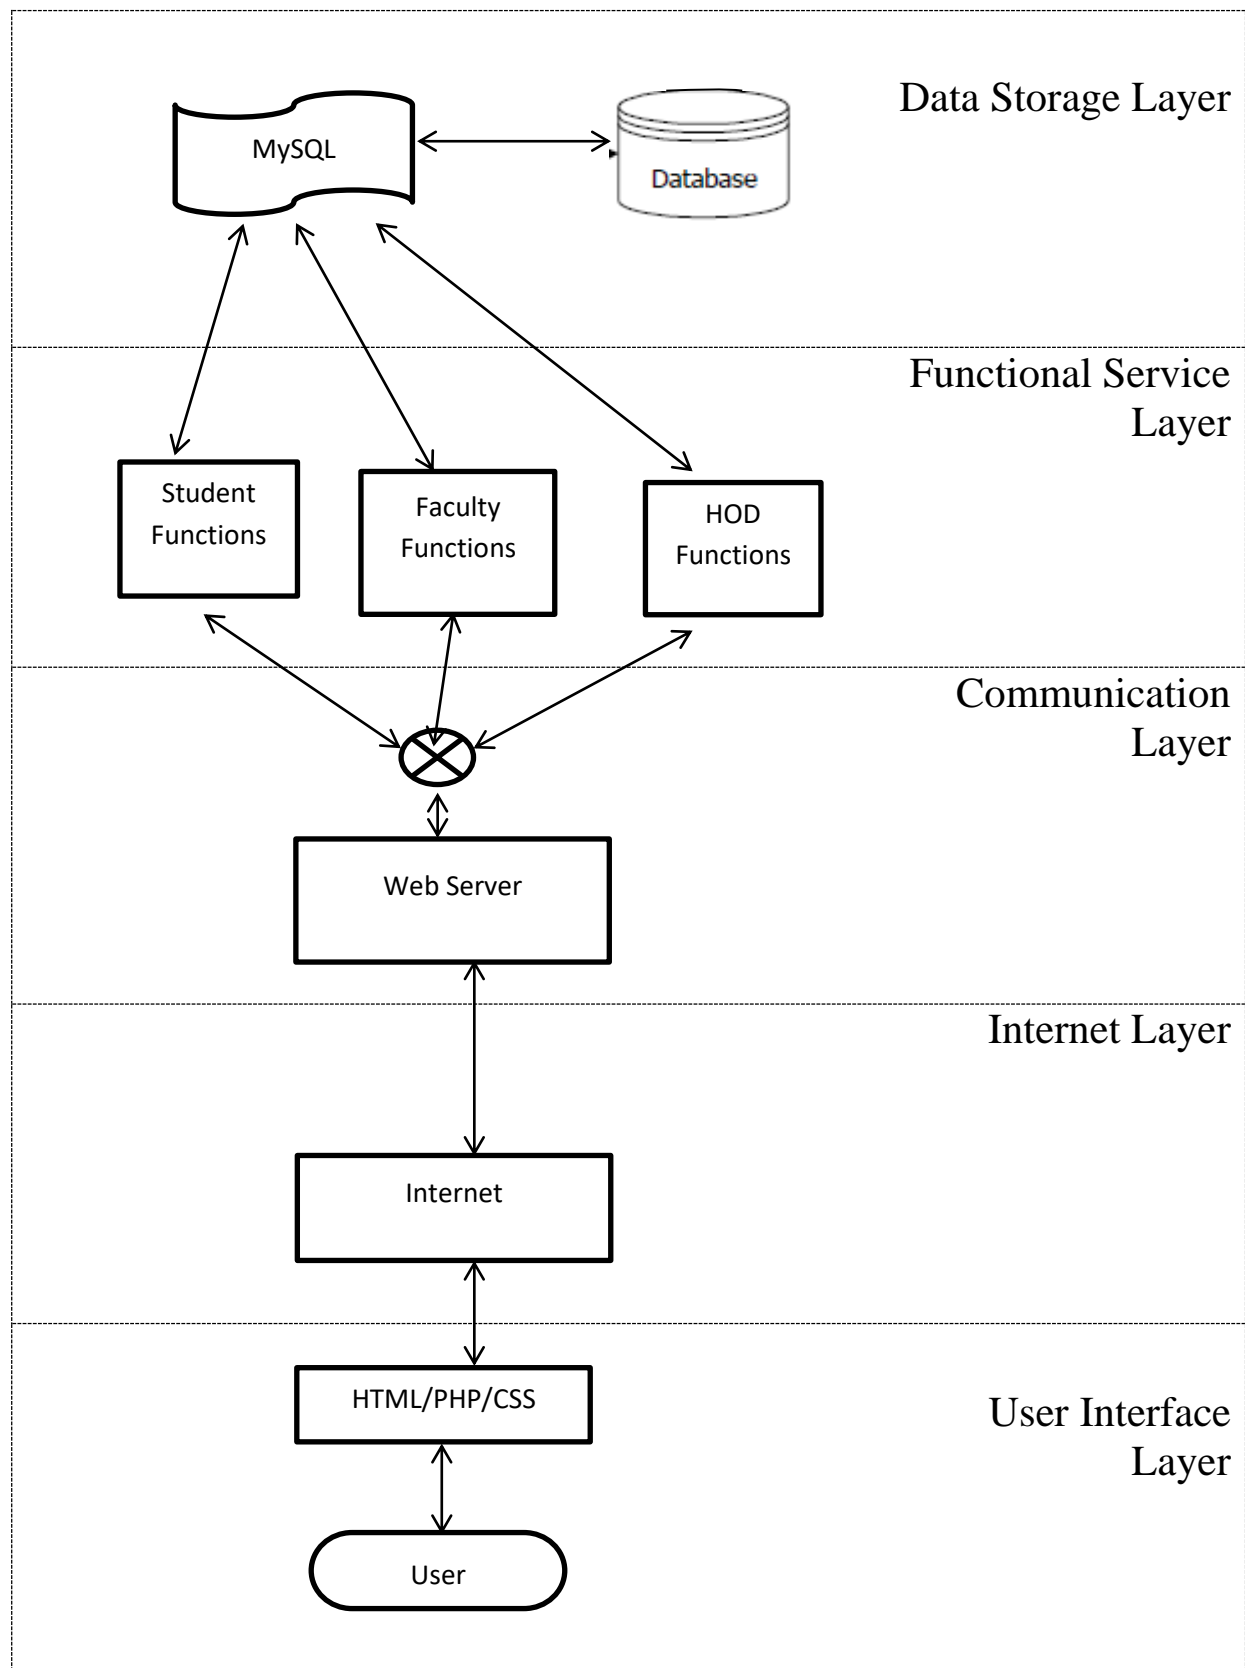 Data Storage Layer
MySQL
Database
Functional Service
Layer
Student
Functions
Faculty
Functions
HOD
Functions
Communication
Layer
Web Server
Internet Layer
Internet
HTML/PHP/CSS
User Interface
Layer
User